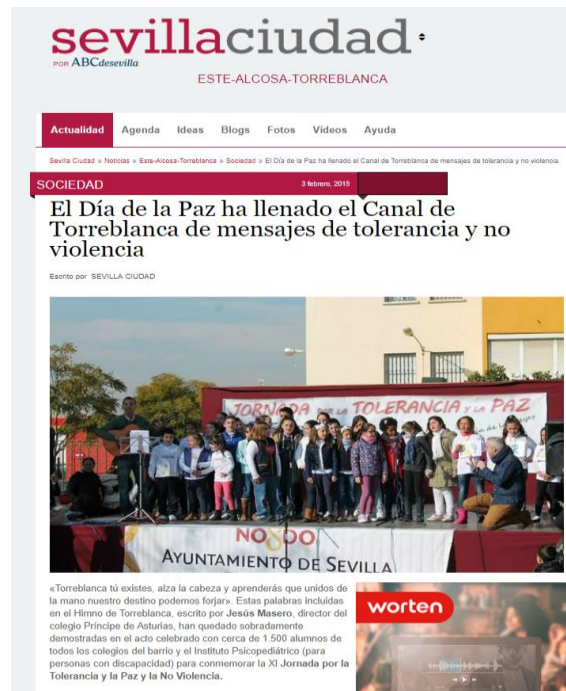 sevillaciudad
POR ABCdesevilla
ESTE-ALCOSA-TORREBLANCA
Actualidad Agenda Ideas Blogs Fotos Videos Ayuda
Sevilla Ciudad » Noticias » Este-Alcosa-Torreblanca » Sociedad » El Día de la Paz ha llenado el Canal de Torreblanca de mensajes de tolerancia y no violencia
SOCIEDAD 3 febrero, 2015
El Día de la Paz ha llenado el Canal de
Torreblanca de mensajes de tolerancia y no
violencia
Escrito por SEVILLA CIUDAD
JORNADA POR LA TOLERANCIA Y LA PAZ
NO8DO
AYUNTAMIENTO DE SEVILLA
«Torreblanca tú existes, alza la cabeza y aprenderás que unidos de
la mano nuestro destino podemos forjar». Estas palabras incluidas
en el Himno de Torreblanca, escrito por Jesús Masero, director del
colegio Príncipe de Asturias, han quedado sobradamente
demostradas en el acto celebrado con cerca de 1.500 alumnos de
todos los colegios del barrio y el Instituto Psicopediátrico (para
personas con discapacidad) para conmemorar la XI Jornada por la
Tolerancia y la Paz y la No Violencia.
worten